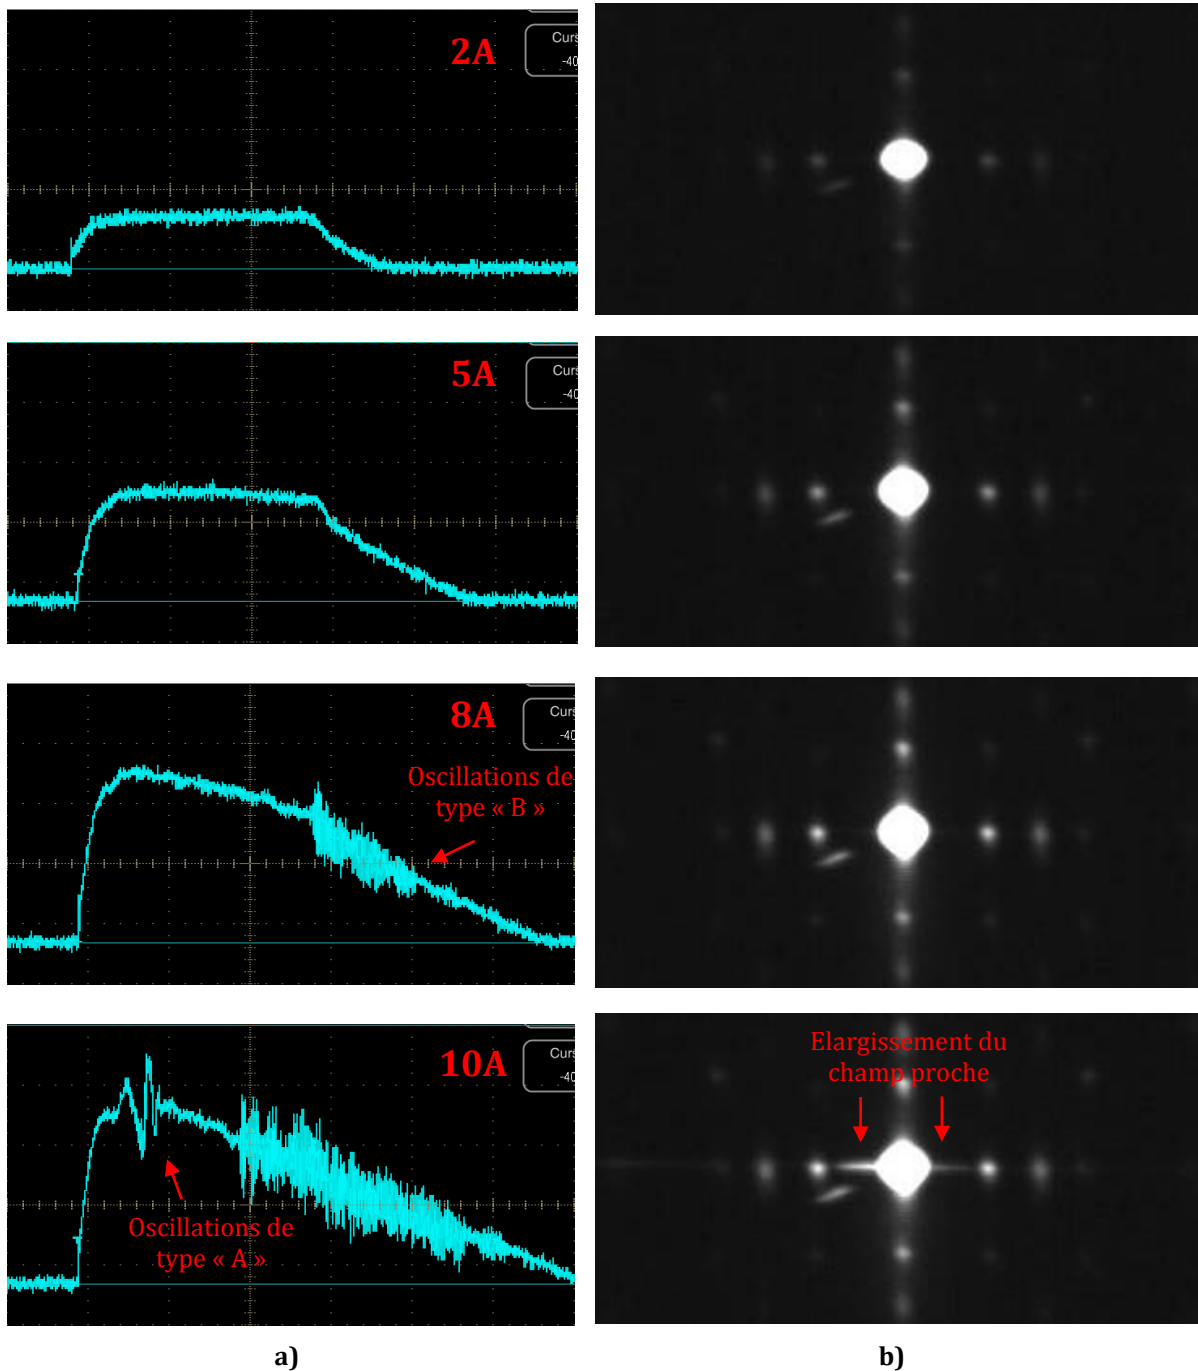 2A
Curs
-40
5A
Curs
-40
8A
Curs
-40
Oscillations de
type « B »
10A
Curs
-40
Oscillations de
type « A »
Elargissement du
champ proche
a)
b)